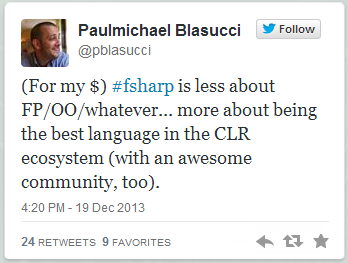 Paulmichael Blasucci
Follow
@pblasucci
(For my $) #fsharp is less about
FP/OO/whatever... more about being
the best language in the CLR
ecosystem (with an awesome
community, too).
4:20 PM - 19 Dec 2013
24 RETWEETS 9 FAVORITES